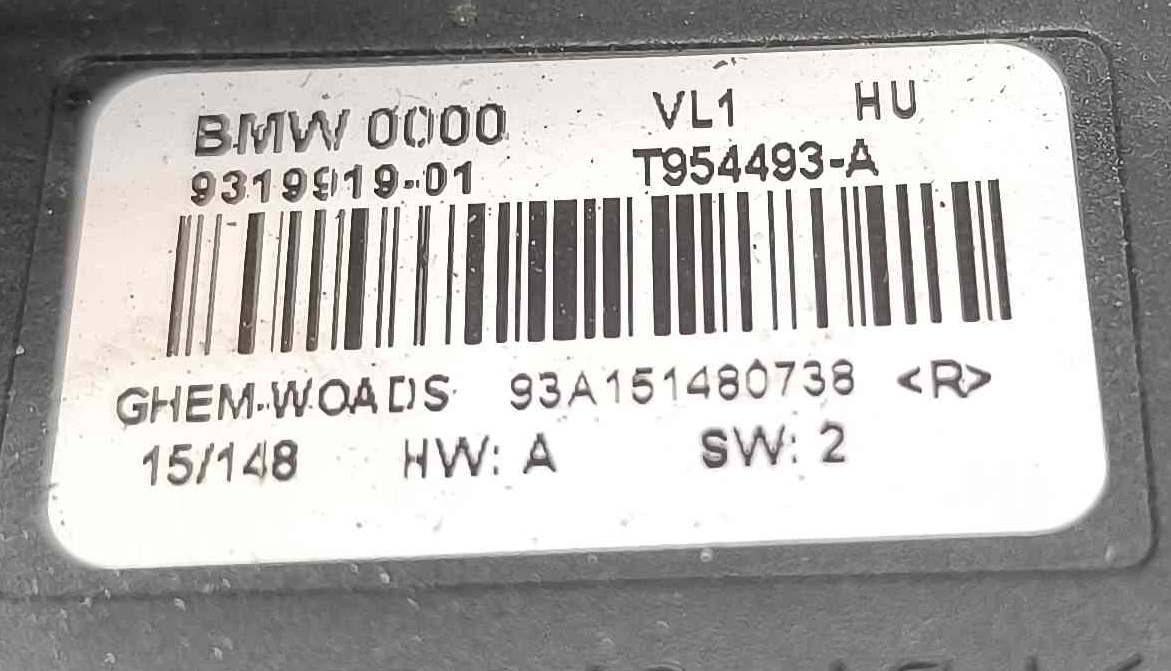 BMW 0000 VL1 HU
9319919-01 T954493-A
GHEM-WOADS 93A151480738 <R>
15/148 HW: A SW: 2